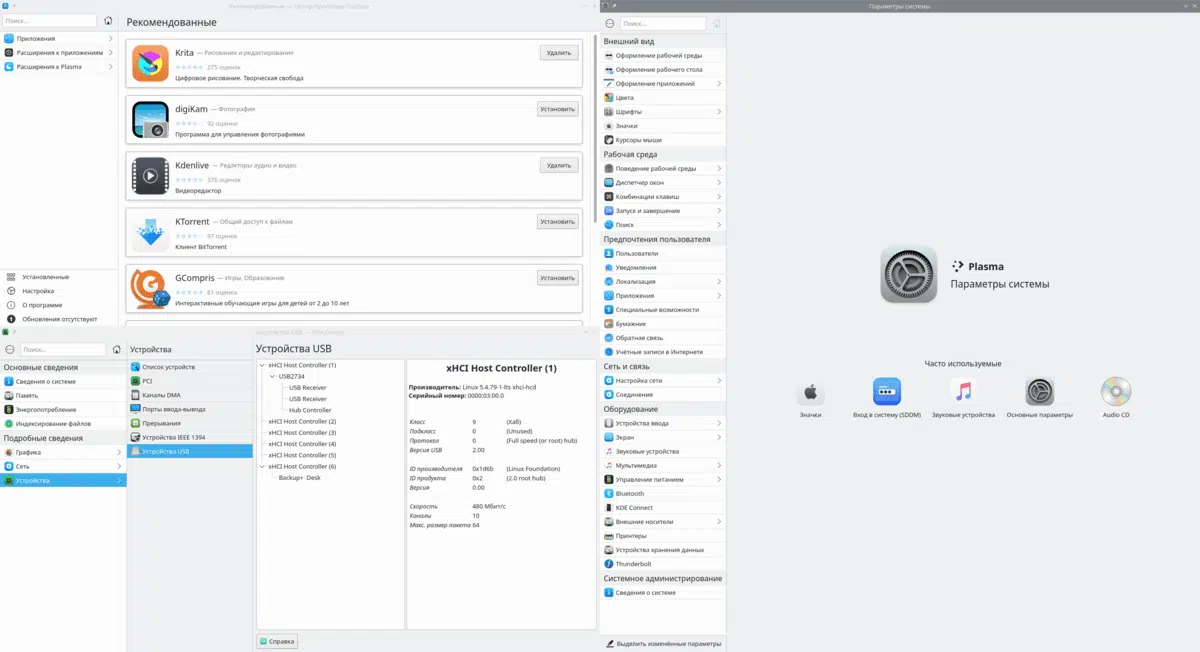 Рекомендованные — Центр программ Discover
Поиск...
Приложения
Расширения к приложениям
Расширения к Plasma
Установленные
Настройка
О программе
Обновления отсутствуют
Рекомендованные
Krita — Рисование и редактирование
275 оценок
Цифровое рисование. Творческая свобода
Удалить
digiKam — Фотография
92 оценки
Программа для управления фотографиями
Установить
Kdenlive — Редакторы аудио и видео
376 оценок
Видеоредактор
Удалить
KTorrent — Общий доступ к файлам
97 оценок
Клиент BitTorrent
Установить
GCompris — Игры, Образование
81 оценка
Интерактивные обучающие игры для детей от 2 до 10 лет
Установить
Поиск...
Основные сведения
Сведения о системе
Память
Энергопотребление
Индексирование файлов
Подробные сведения
Графика
Сеть
Устройства
Устройства
Список устройств
PCI
Каналы DMA
Порты ввода-вывода
Прерывания
Устройства IEEE 1394
Устройства USB
Устройства USB
xHCI Host Controller (1)
USB2734
USB Receiver
USB Receiver
Hub Controller
xHCI Host Controller (2)
xHCI Host Controller (3)
xHCI Host Controller (4)
xHCI Host Controller (5)
xHCI Host Controller (6)
Backup+ Desk
xHCI Host Controller (1)
Производитель: Linux 5.4.79-1-lts xhci-hcd
Серийный номер: 0000:03:00.0
Класс 9 (Хаб)
Подкласс 0 (Unused)
Протокол 0 (Full speed (or root) hub)
Версия USB 2.00
ID производителя 0x1d6b (Linux Foundation)
ID продукта 0x2 (2.0 root hub)
Версия 0.00
Скорость 480 Мбит/с
Каналы 10
Макс. размер пакета 64
Справка
Параметры системы
Поиск...
Внешний вид
Оформление рабочей среды
Оформление рабочего стола
Оформление приложений
Цвета
Шрифты
Значки
Курсоры мыши
Рабочая среда
Поведение рабочей среды
Диспетчер окон
Комбинации клавиш
Запуск и завершение
Поиск
Предпочтения пользователя
Пользователи
Уведомления
Локализация
Приложения
Специальные возможности
Бумажник
Обратная связь
Учётные записи в Интернете
Сеть и связь
Настройка сети
Соединения
Оборудование
Устройства ввода
Экран
Звуковые устройства
Мультимедиа
Управление питанием
Bluetooth
KDE Connect
Внешние носители
Принтеры
Устройства хранения данных
Thunderbolt
Системное администрирование
Сведения о системе
Выделить изменённые параметры
Plasma
Параметры системы
Часто используемые
Значки
Вход в систему (SDDM)
Звуковые устройства
Основные параметры
Audio CD